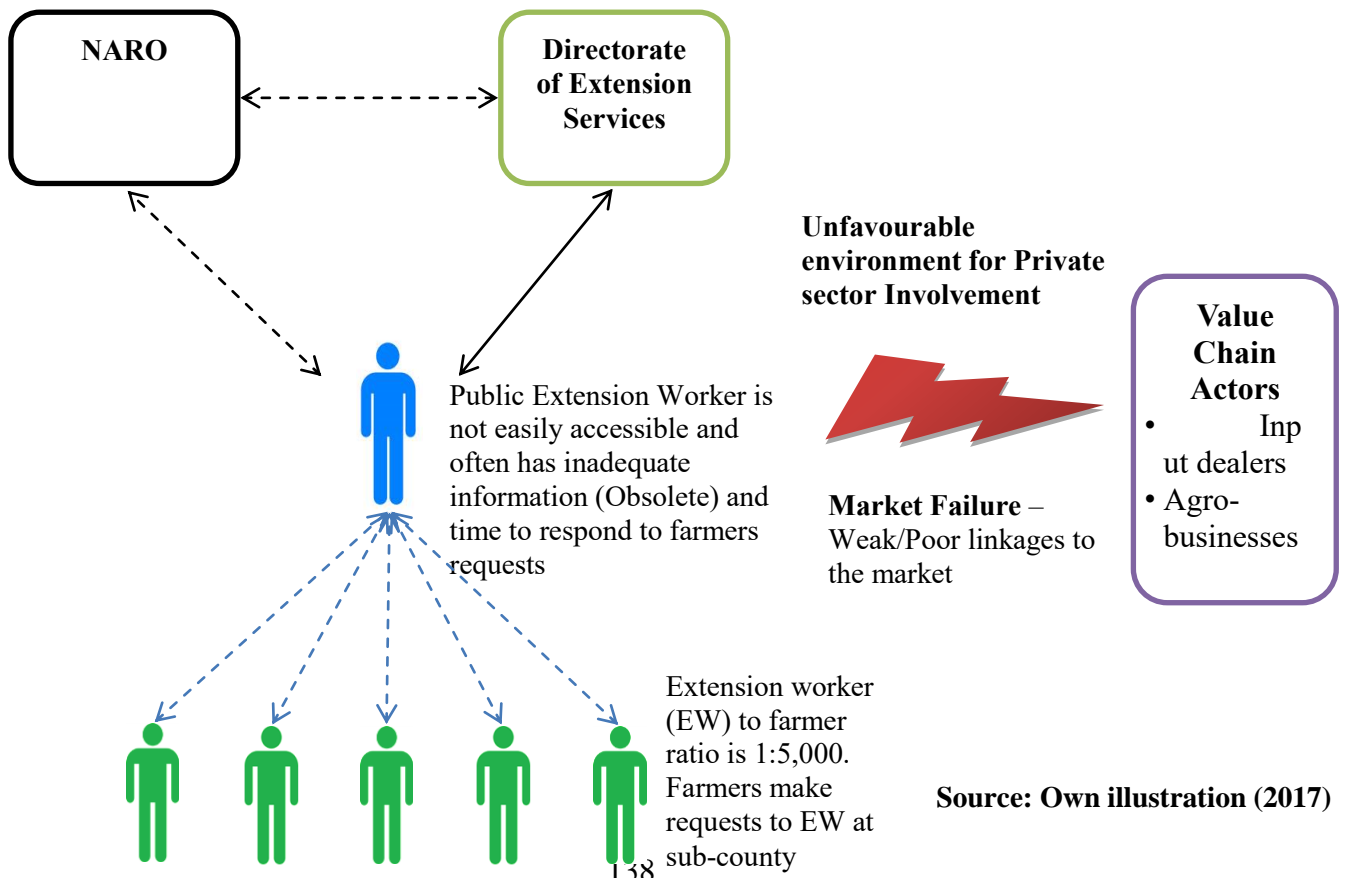 NARO
Directorate
of Extension
Services
Unfavourable
environment for Private
sector Involvement
Value
Chain
Actors
• Inp
ut dealers
• Agro-
businesses
Public Extension Worker is
not easily accessible and
often has inadequate
information (Obsolete) and
time to respond to farmers
requests
Market Failure –
Weak/Poor linkages to
the market
Extension worker
(EW) to farmer
ratio is 1:5,000.
Farmers make
requests to EW at
sub-county
Source: Own illustration (2017)
138